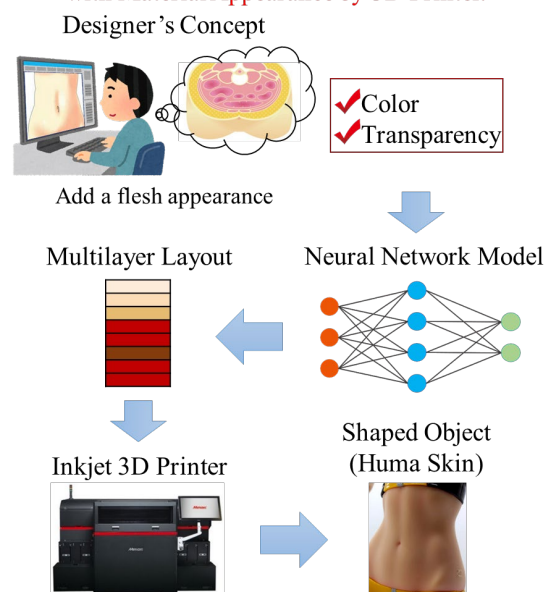 Designer's Concept
Color
Transparency
Add a flesh appearance
Multilayer Layout
Neural Network Model
Shaped Object
(Huma Skin)
Inkjet 3D Printer
Mimaki